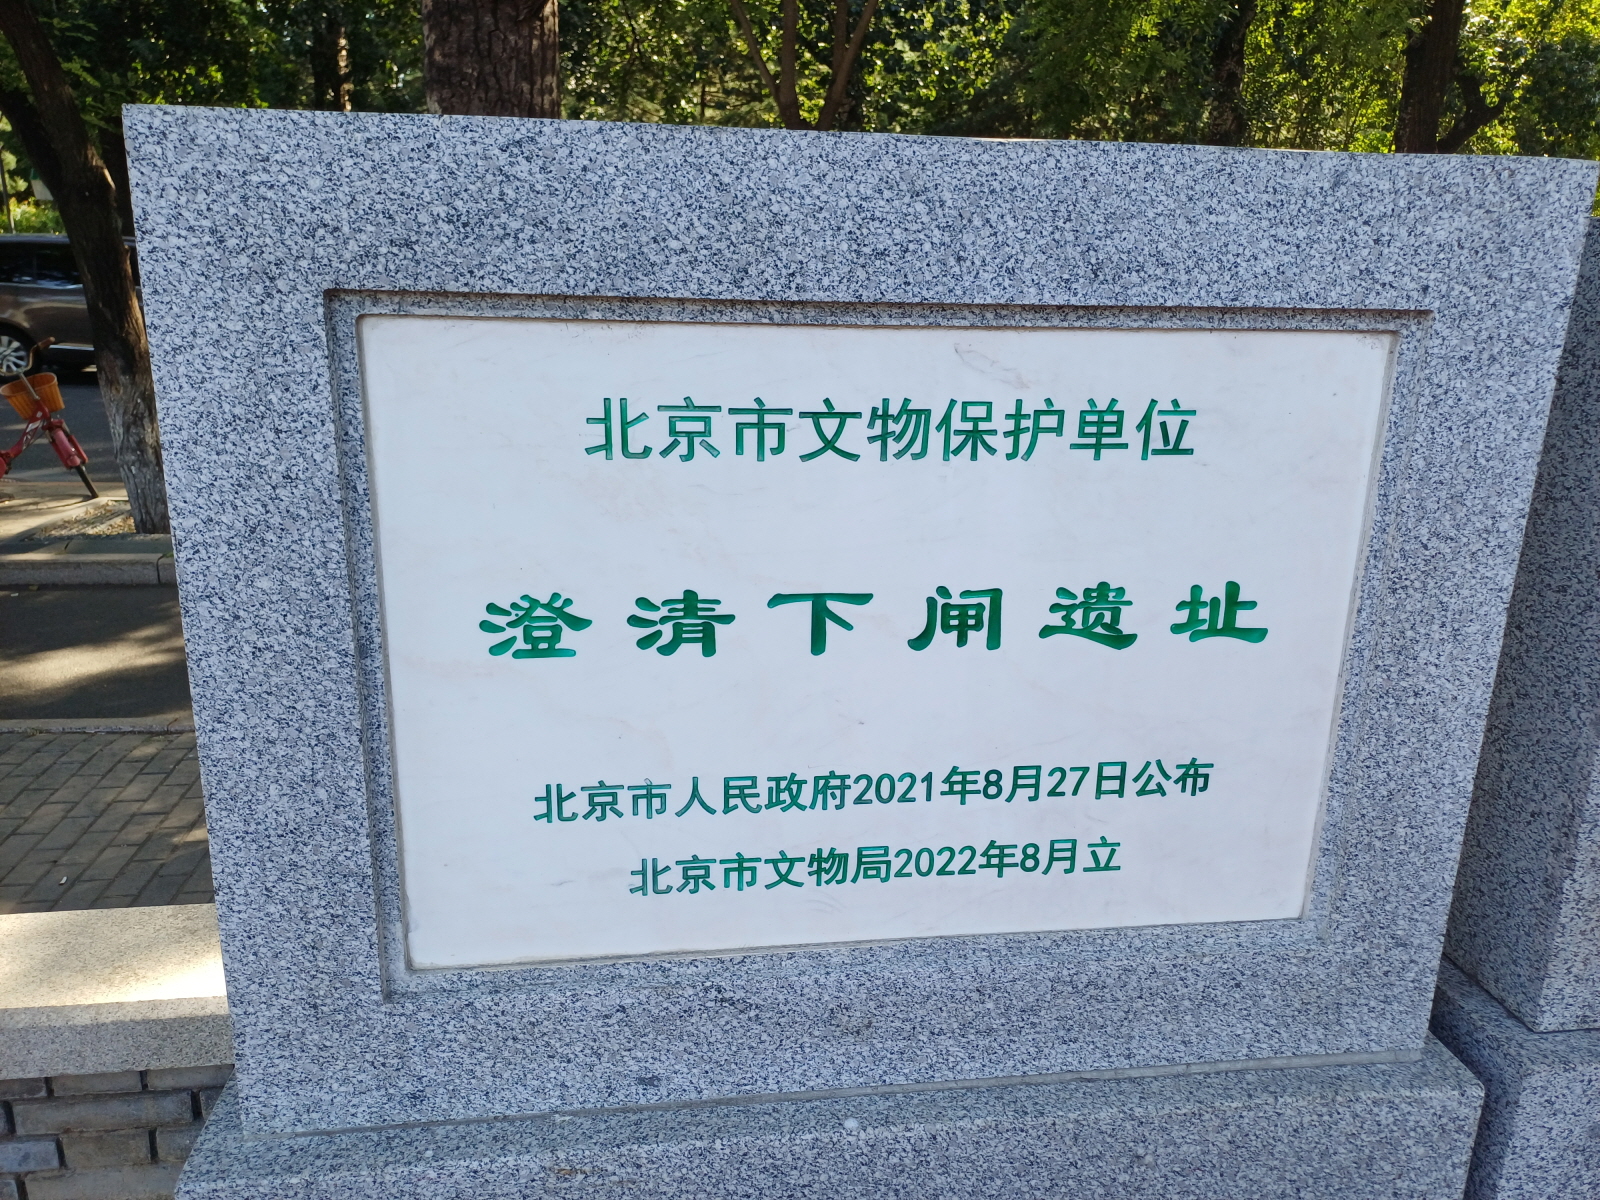 北京市文物保护单位
澄清下闸遗址
北京市人民政府2021年8月27日公布
北京市文物局2022年8月立